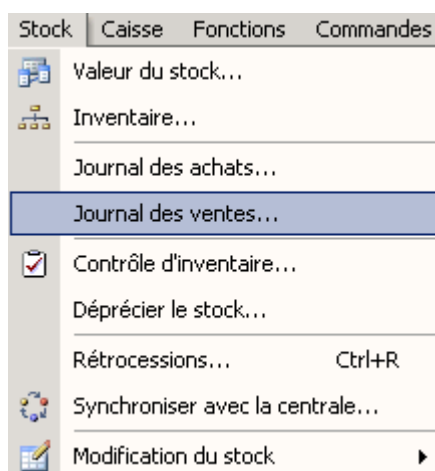 Stock Caisse Fonctions Commandes
Valeur du stock...
Inventaire...
Journal des achats...
Journal des ventes...
Contrôle d'inventaire...
Déprécier le stock...
Rétrocessions... Ctrl+R
Synchroniser avec la centrale...
Modification du stock